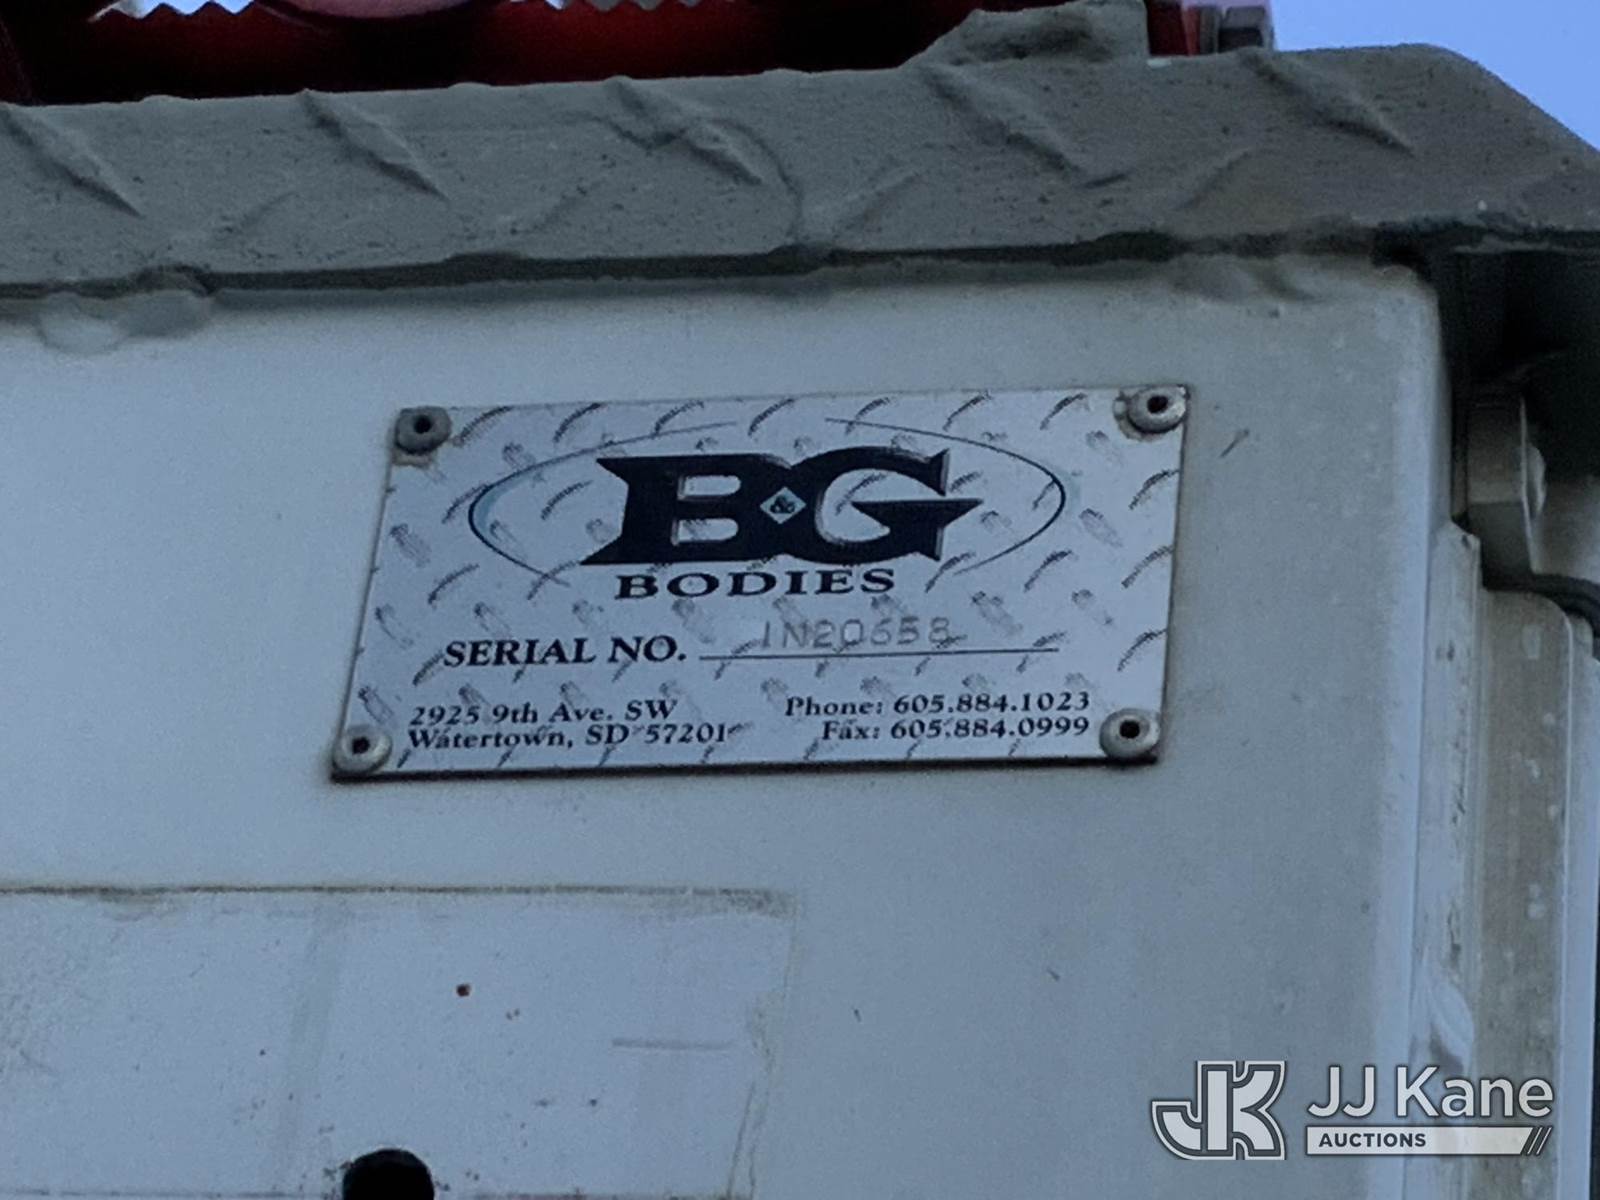 B&G
BODIES
SERIAL NO. 1N20658
2925 9th Ave. SW
Watertown, SD 57201
Phone: 605.884.1023
Fax: 605.884.0999
JK JJ Kane
AUCTIONS